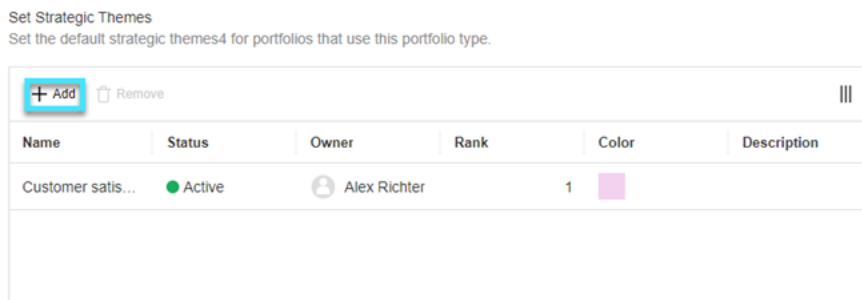 Set Strategic Themes
Set the default strategic themes4 for portfolios that use this portfolio type.
+ Add Remove
Name Status Owner Rank Color Description
Customer satis... Active Alex Richter 1